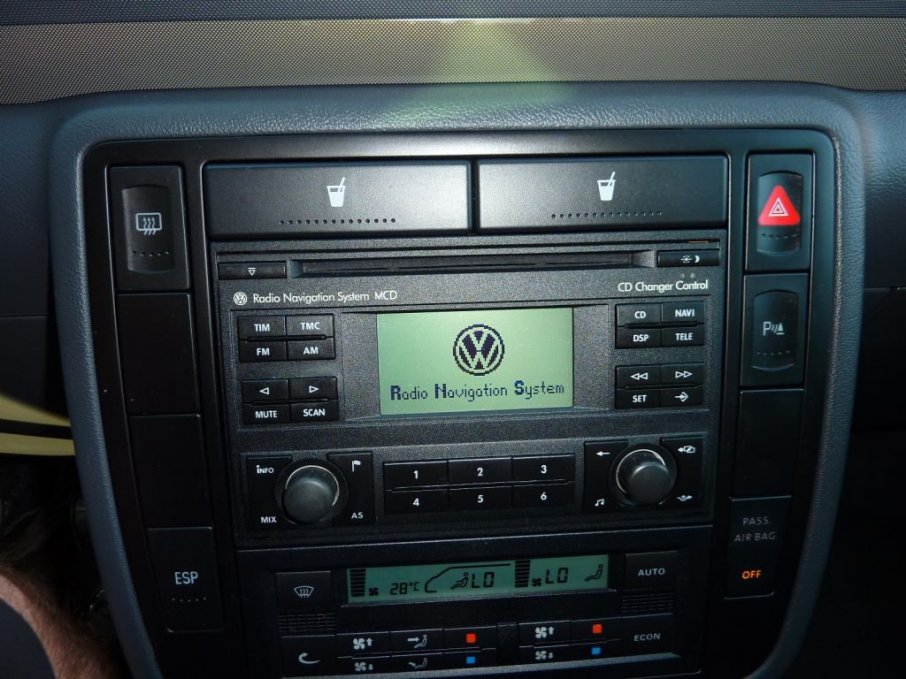 Radio Navigation System MCD
CD Changer Control
TIM TMC
FM AM
MUTE SCAN
Radio Navigation System
CD NAVI
DSP TELE
SET
INFO
MIX AS
1 2 3
4 5 6
ESP
28°C LO LO
AUTO
ECON
PASS.
AIR BAG
OFF